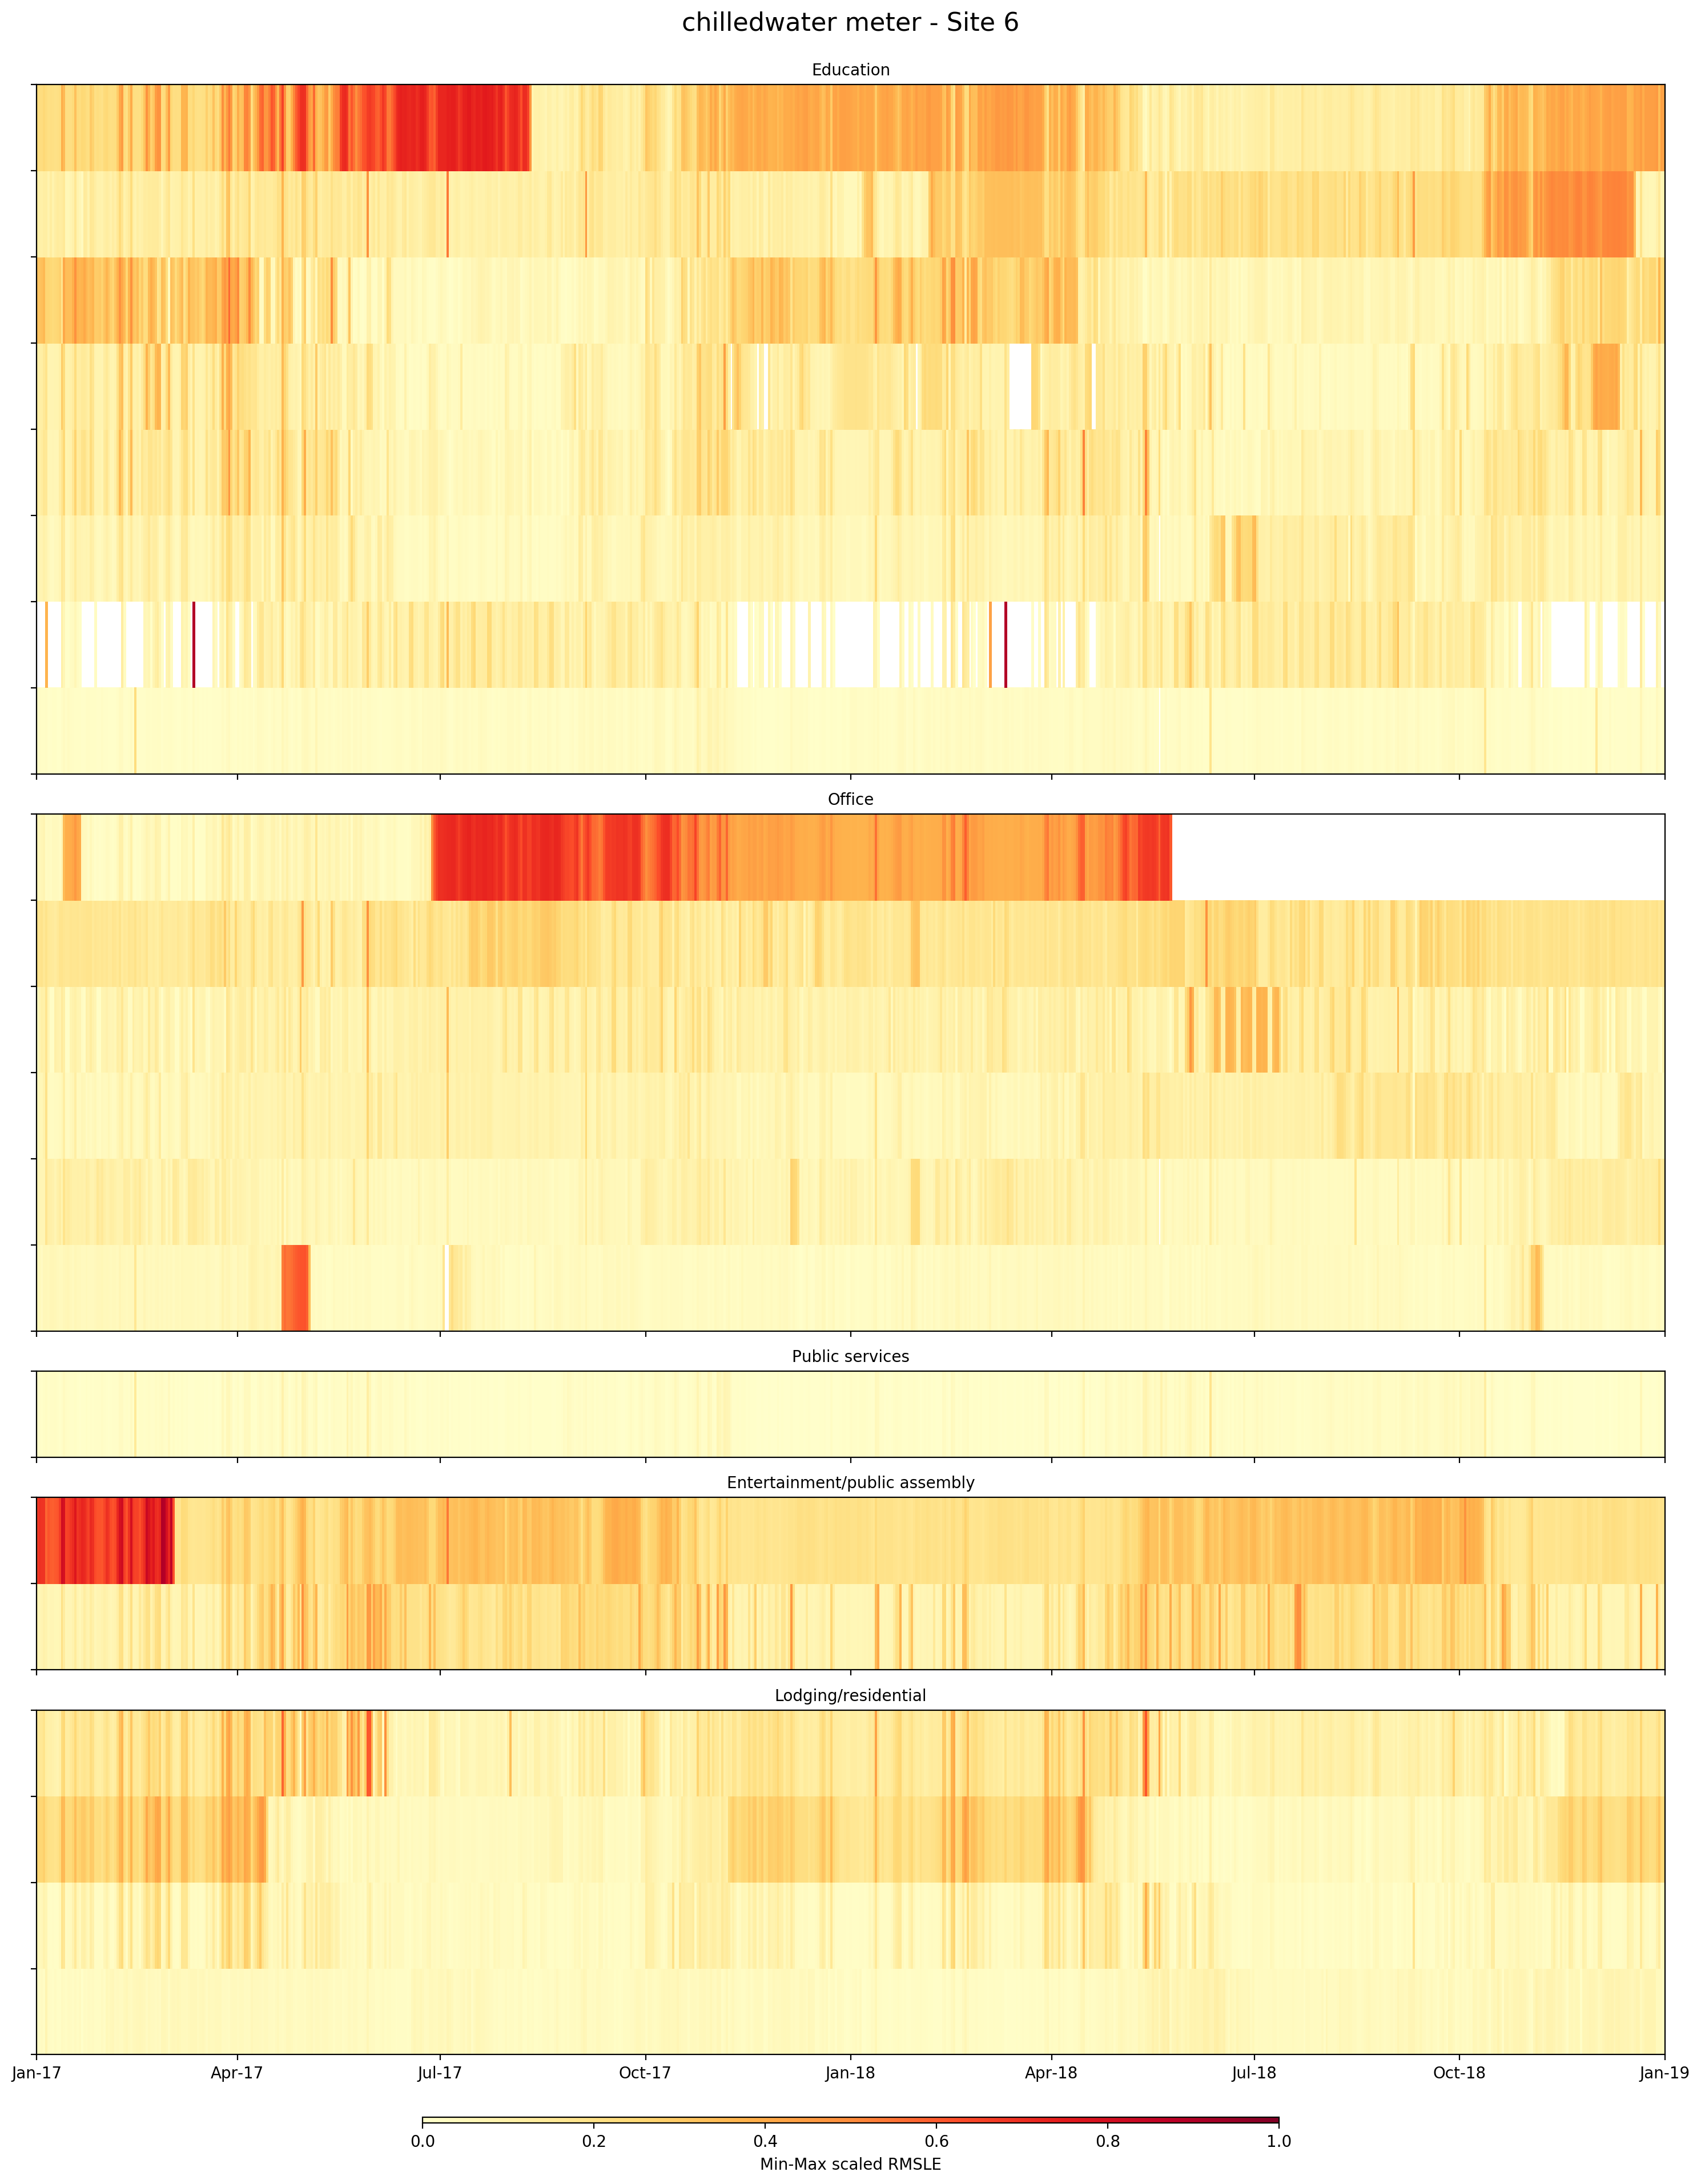 chilledwater meter - Site 6
Education
Office
Public services
Entertainment/public assembly
Lodging/residential
Jan-17 Apr-17 Jul-17 Oct-17 Jan-18 Apr-18 Jul-18 Oct-18 Jan-19
0.0 0.2 0.4 0.6 0.8 1.0
Min-Max scaled RMSLE